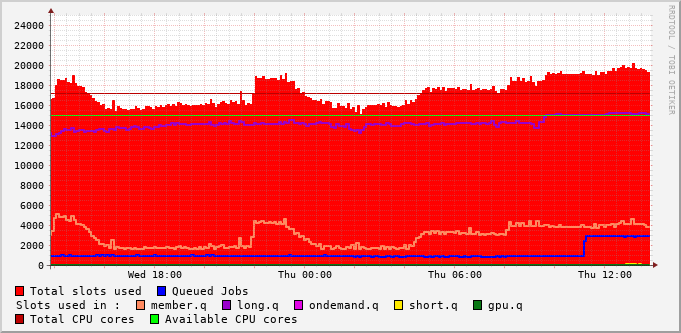 RRDTOOL / TOBI OETIKER
24000
22000
20000
18000
16000
14000
12000
10000
8000
6000
4000
2000
0
Wed 18:00 Thu 00:00 Thu 06:00 Thu 12:00
Total slots used Queued Jobs
Slots used in : member.q long.q ondemand.q short.q gpu.q
Total CPU cores Available CPU cores